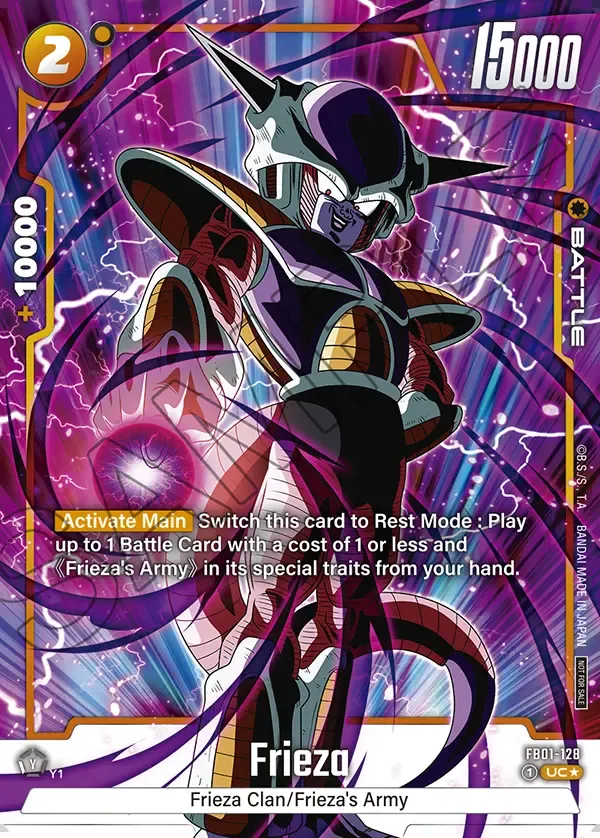 2
15000
+10000
BATTLE
Activate Main Switch this card to Rest Mode : Play
up to 1 Battle Card with a cost of 1 or less and
《Frieza's Army》 in its special traits from your hand.
©B.S./S., T.A. BANDAI MADE IN JAPAN
NOT FOR SALE
Frieza
FB01-128
Y
Y1
1 UC★
Frieza Clan/Frieza's Army